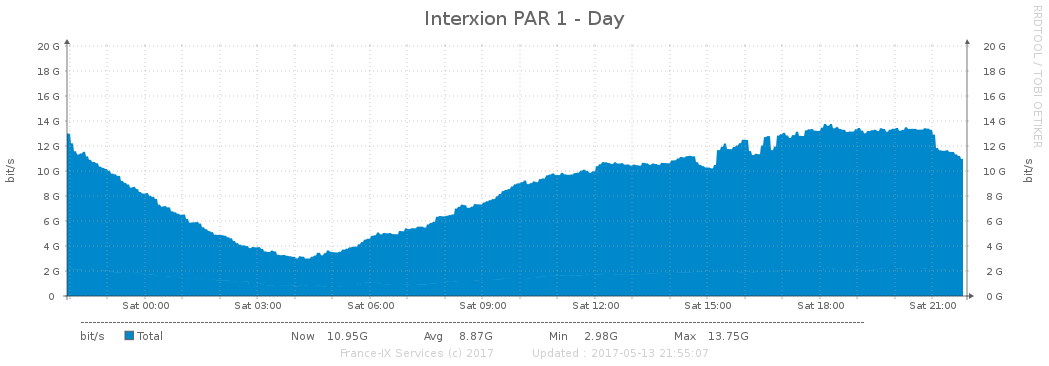 Interxion PAR 1 - Day
RRDTOOL / TOBI OETIKER
bit/s
20 G 20 G
18 G 18 G
16 G 16 G
14 G 14 G
12 G 12 G
10 G 10 G
8 G 8 G
6 G 6 G
4 G 4 G
2 G 2 G
0 0 G
bit/s
Sat 00:00 Sat 03:00 Sat 06:00 Sat 09:00 Sat 12:00 Sat 15:00 Sat 18:00 Sat 21:00
bit/s Total Now 10.95G Avg 8.87G Min 2.98G Max 13.75G
France-IX Services (c) 2017 Updated : 2017-05-13 21:55:07